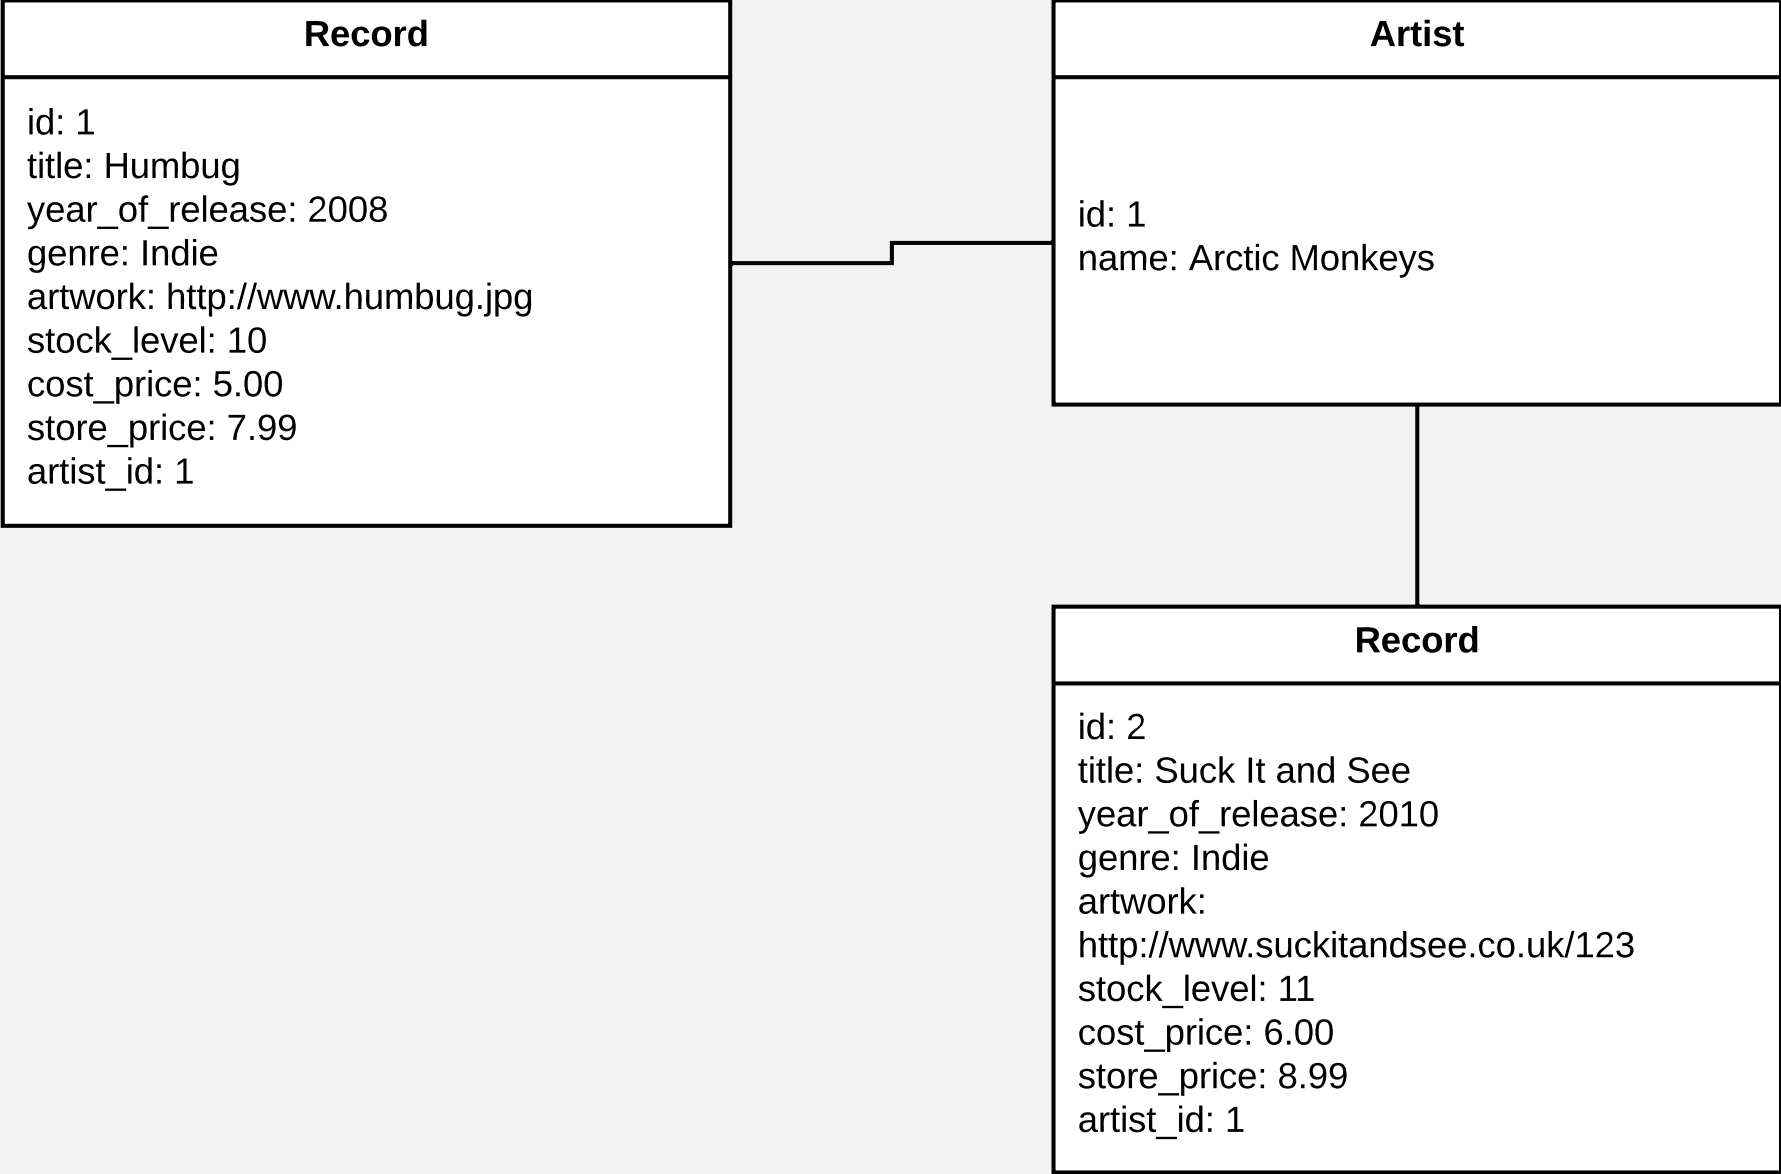 Record
id: 1
title: Humbug
year_of_release: 2008
genre: Indie
artwork: http://www.humbug.jpg
stock_level: 10
cost_price: 5.00
store_price: 7.99
artist_id: 1
Artist
id: 1
name: Arctic Monkeys
Record
id: 2
title: Suck It and See
year_of_release: 2010
genre: Indie
artwork:
http://www.suckitandsee.co.uk/123
stock_level: 11
cost_price: 6.00
store_price: 8.99
artist_id: 1